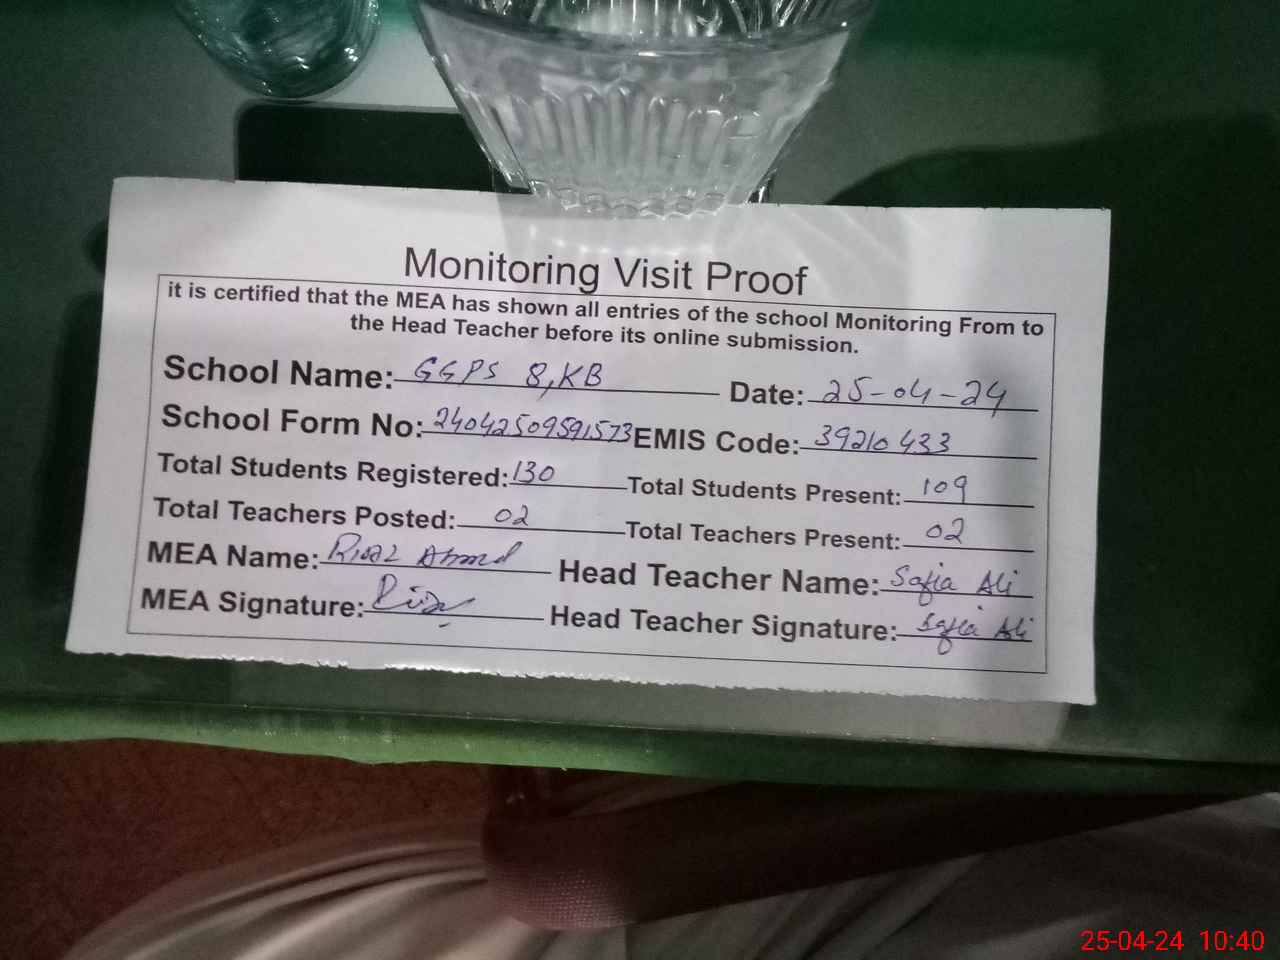 Monitoring Visit Proof
it is certified that the MEA has shown all entries of the school Monitoring From to
the Head Teacher before its online submission.
School Name: GGPS 8,KB Date: 25-04-24
School Form No: 24042509591573 EMIS Code: 39210433
Total Students Registered: 130 Total Students Present: 109
Total Teachers Posted: 02 Total Teachers Present: 02
MEA Name: Riaz Ahmd Head Teacher Name: Safia Ali
MEA Signature: Riaz Head Teacher Signature: Safia Ali
25-04-24 10:40